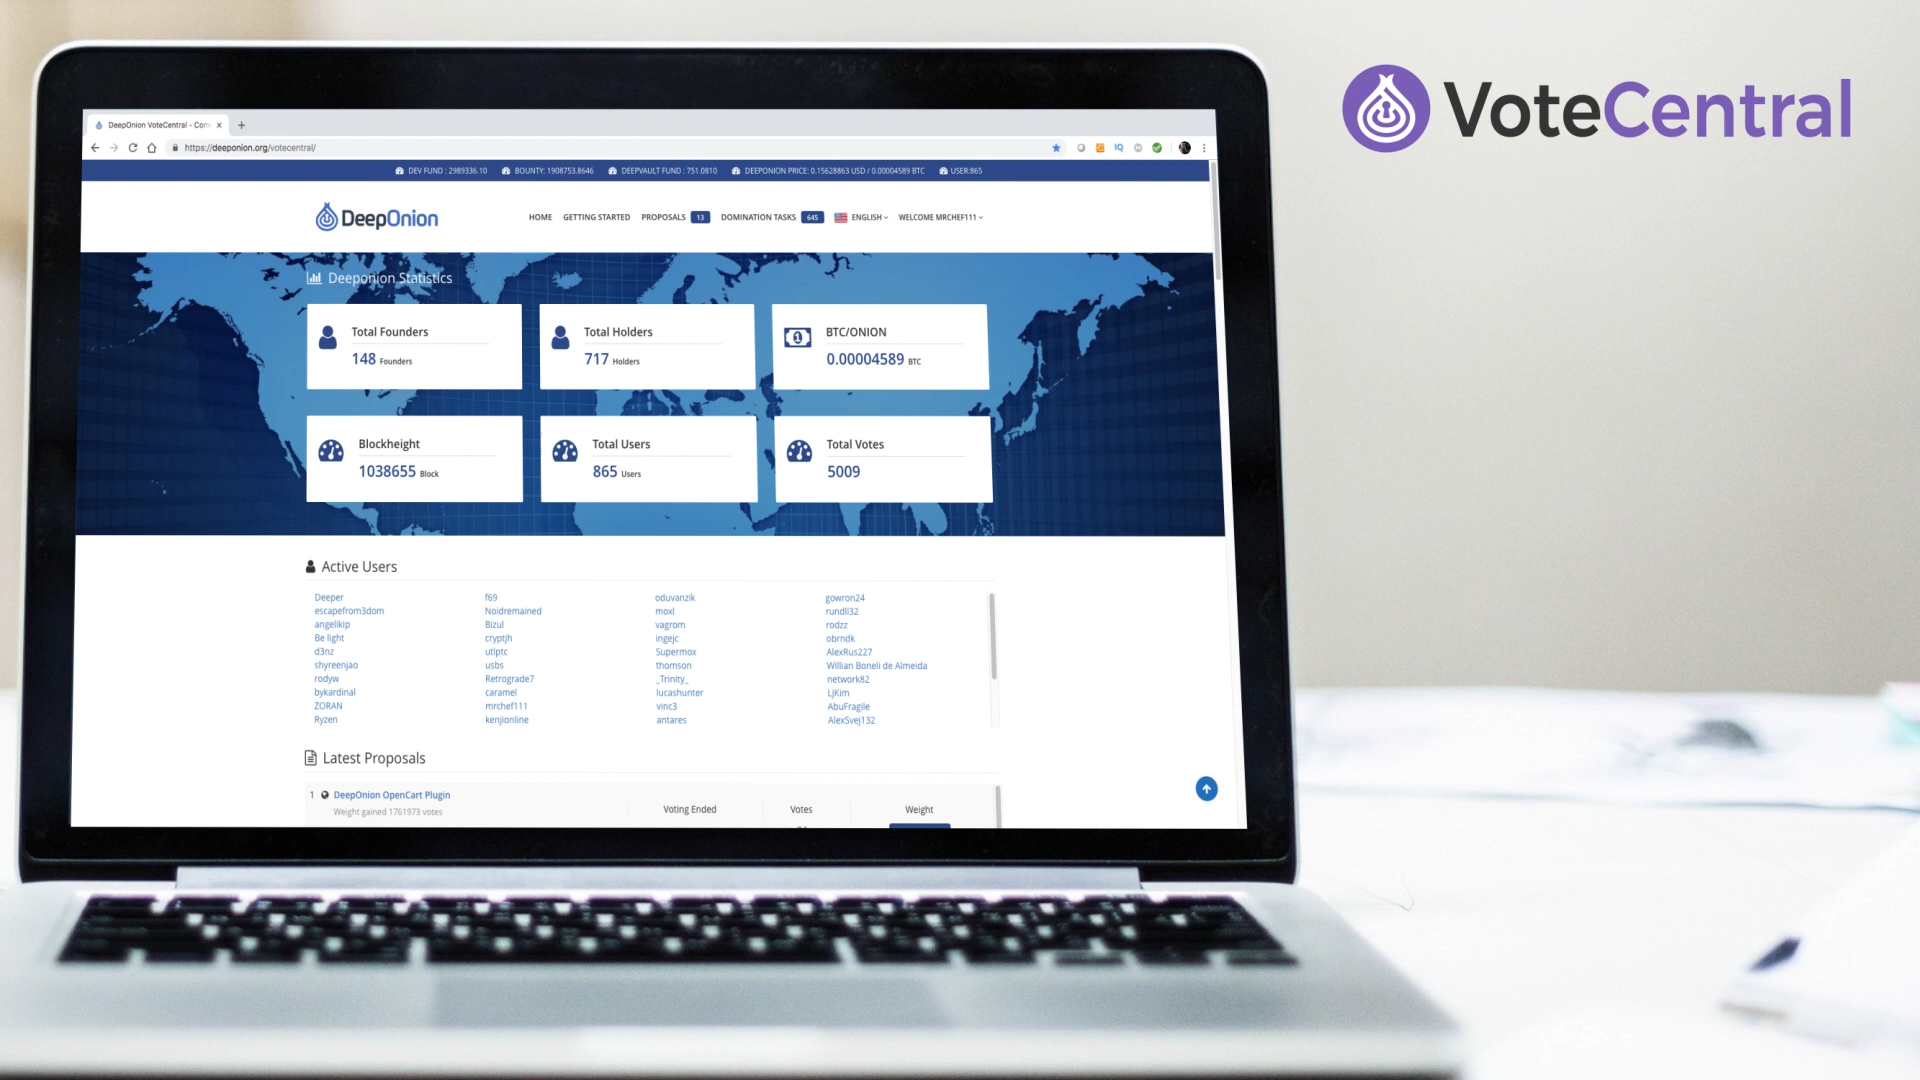 VoteCentral
DeepOnion VoteCentral - Com
https://deeponion.org/votecentral/
DEV FUND : 2989336.10 BOUNTY: 1908753.8646 DEEPVAULT FUND : 751.0810 DEEPONION PRICE: 0.15628863 USD / 0.00004589 BTC USER:865
DeepOnion HOME GETTING STARTED PROPOSALS 13 DOMINATION TASKS 645 ENGLISH WELCOME MRCHEF111
Deeponion Statistics
Total Founders
148 Founders
Total Holders
717 Holders
BTC/ONION
0.00004589 BTC
Blockheight
1038655 Block
Total Users
865 Users
Total Votes
5009
Active Users
Deeper f69 oduvanzik gowron24
escapefrom3dom Noidremained moxl rundll32
angelikip Bizul vagrom rodzz
Be light cryptjh ingejc obrndk
d3nz utlptc Supermox AlexRus227
shyreenjao usbs thomson Willian Boneli de Almeida
rodyw Retrograde7 _Trinity_ network82
bykardinal caramel lucashunter LjKim
ZORAN mrchef111 vinc3 AbuFragile
Ryzen kenjionline antares AlexSvej132
Latest Proposals
1 DeepOnion OpenCart Plugin
Weight gained 1761973 votes
Voting Ended Votes Weight